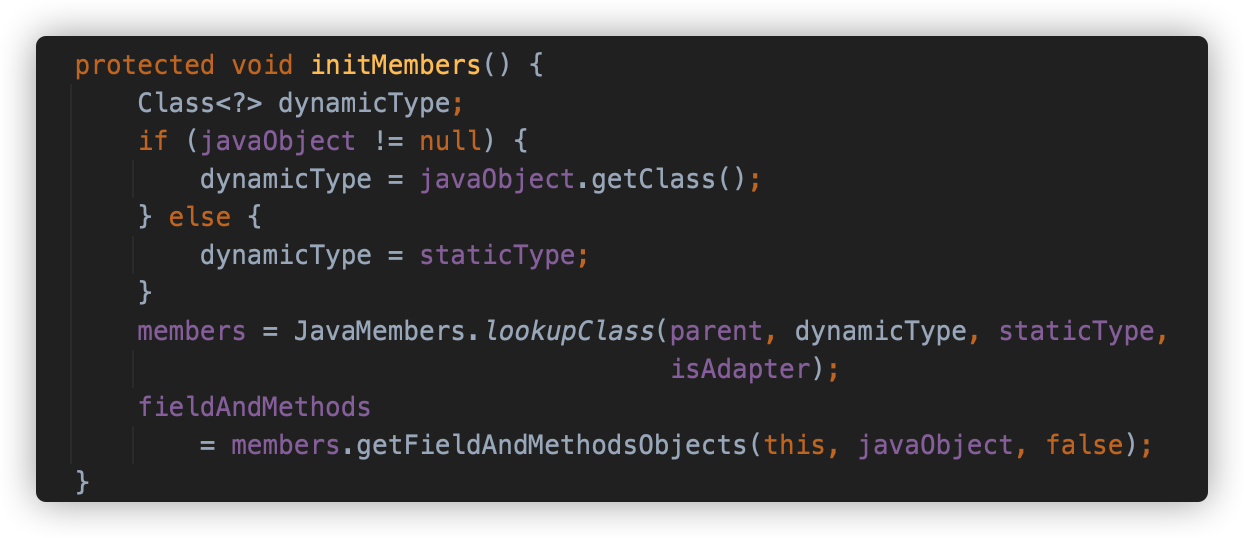 protected void initMembers() {
    Class<?> dynamicType;
    if (javaObject != null) {
        dynamicType = javaObject.getClass();
    } else {
        dynamicType = staticType;
    }
    members = JavaMembers.lookupClass(parent, dynamicType, staticType,
                                      isAdapter);
    fieldAndMethods
        = members.getFieldAndMethodsObjects(this, javaObject, false);
}